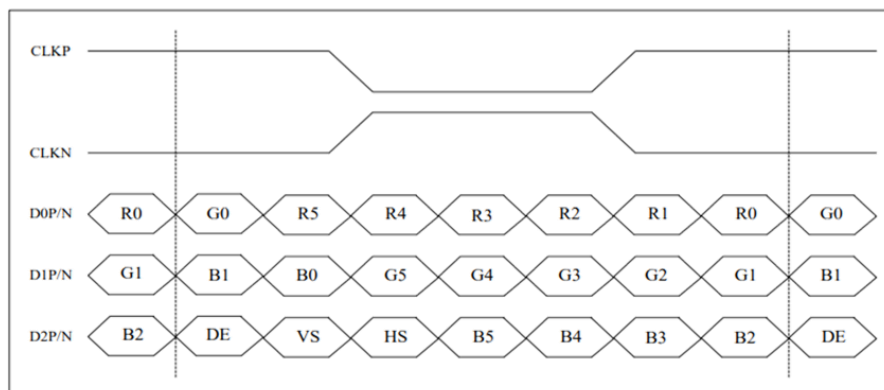 CLKP
CLKN
D0P/N R0 G0 R5 R4 R3 R2 R1 R0 G0
D1P/N G1 B1 B0 G5 G4 G3 G2 G1 B1
D2P/N B2 DE VS HS B5 B4 B3 B2 DE